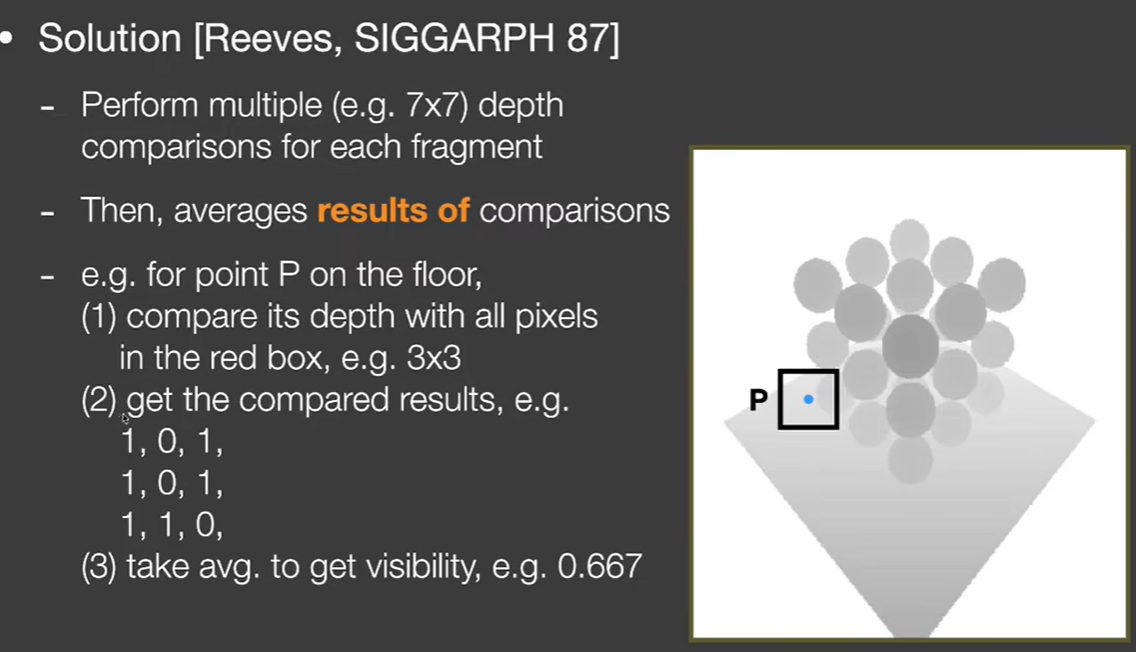 • Solution [Reeves, SIGGARPH 87]
- Perform multiple (e.g. 7x7) depth
comparisons for each fragment
- Then, averages results of comparisons
- e.g. for point P on the floor,
(1) compare its depth with all pixels
in the red box, e.g. 3x3
(2) get the compared results, e.g.
1, 0, 1,
1, 0, 1,
1, 1, 0,
(3) take avg. to get visibility, e.g. 0.667
P